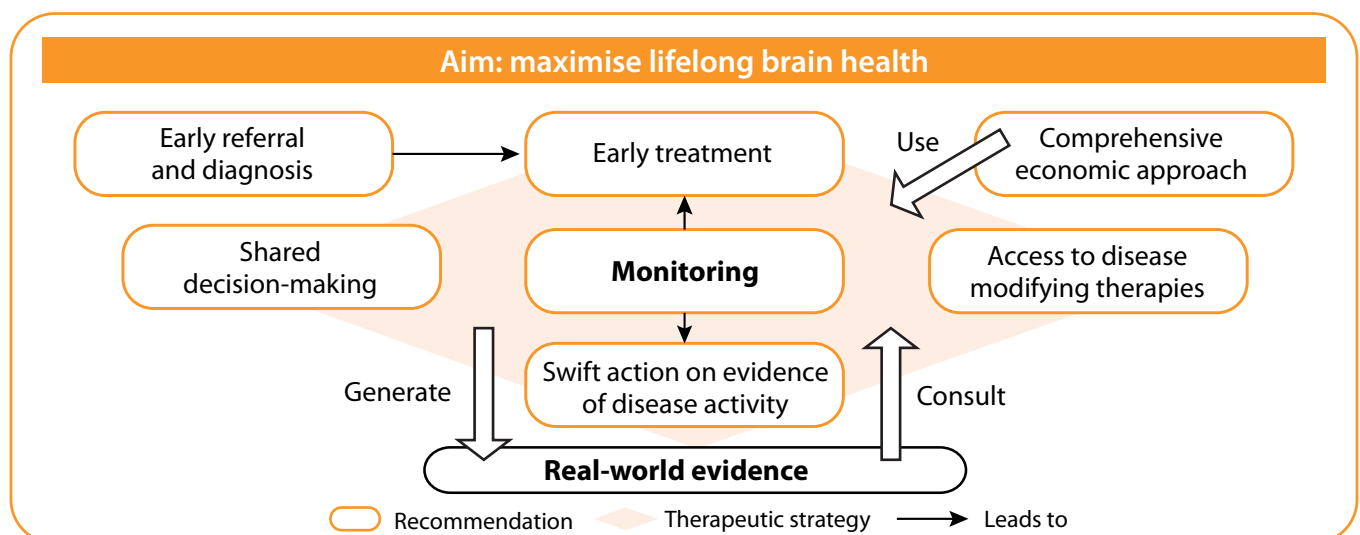 Aim: maximise lifelong brain health
Early referral
and diagnosis
Early treatment
Use
Comprehensive
economic approach
Shared
decision-making
Monitoring
Access to disease
modifying therapies
Generate
Swift action on evidence
of disease activity
Consult
Real-world evidence
Recommendation
Therapeutic strategy
Leads to